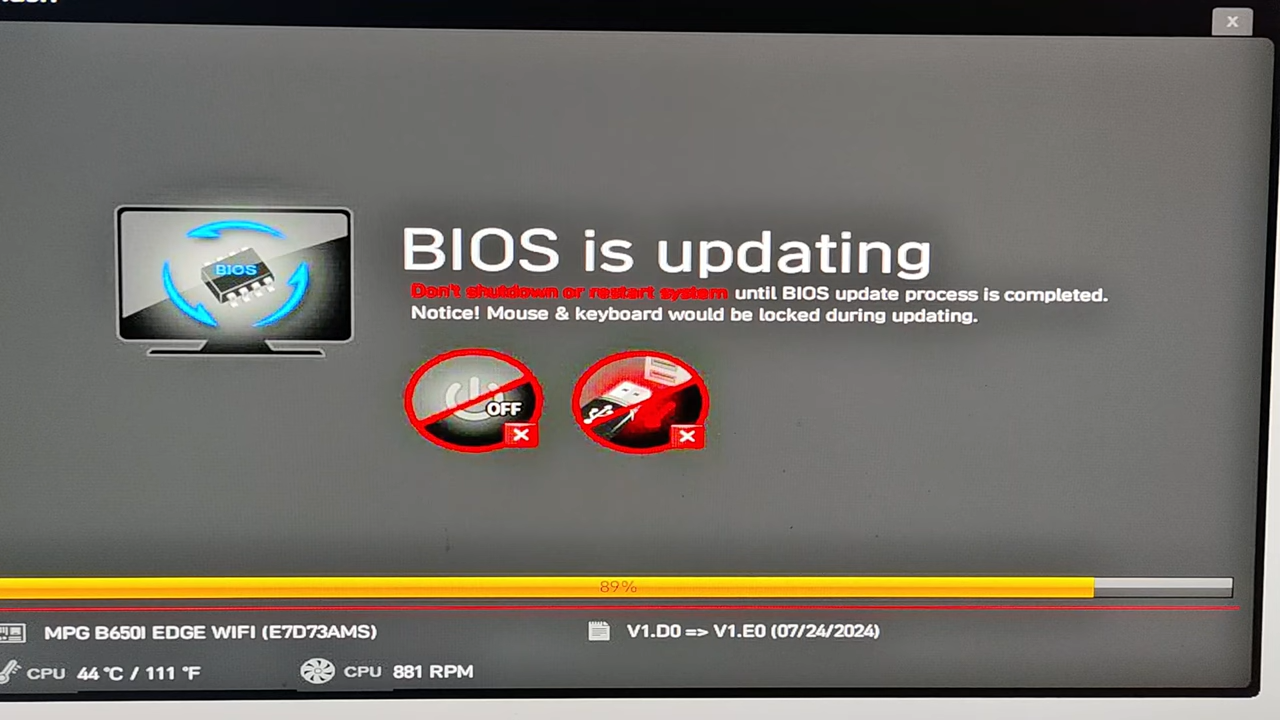 X
BIOS
BIOS is updating
Don't shutdown or restart system until BIOS update process is completed.
Notice! Mouse & keyboard would be locked during updating.
OFF
89%
MPG B650I EDGE WIFI (E7D73AMS)
V1.D0 => V1.E0 (07/24/2024)
CPU 44 °C / 111 °F
CPU 881 RPM